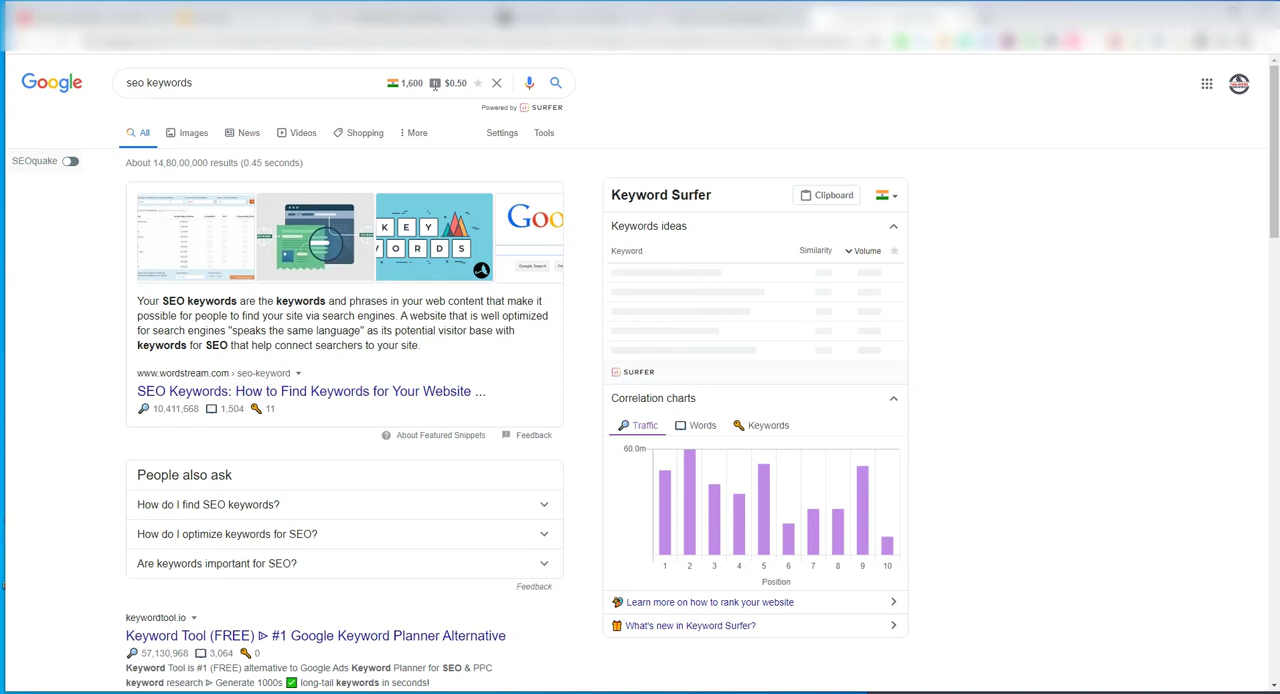 Google
seo keywords
1,600 $0.50
Powered by SURFER
All Images News Videos Shopping More Settings Tools
SEOquake
About 14,80,00,000 results (0.45 seconds)
K E Y
W O R D S
Goo
Google Search
Your SEO keywords are the keywords and phrases in your web content that make it
possible for people to find your site via search engines. A website that is well optimized
for search engines "speaks the same language" as its potential visitor base with
keywords for SEO that help connect searchers to your site.
www.wordstream.com › seo-keyword
SEO Keywords: How to Find Keywords for Your Website ...
10,411,668 1,504 11
About Featured Snippets Feedback
People also ask
How do I find SEO keywords?
How do I optimize keywords for SEO?
Are keywords important for SEO?
Feedback
keywordtool.io
Keyword Tool (FREE) ᐈ #1 Google Keyword Planner Alternative
57,130,968 3,064 0
Keyword Tool is #1 (FREE) alternative to Google Ads Keyword Planner for SEO & PPC
keyword research ᐈ Generate 1000s ✅ long-tail keywords in seconds!
Keyword Surfer Clipboard
Keywords ideas
Keyword Similarity Volume
SURFER
Correlation charts
Traffic Words Keywords
60.0m
1 2 3 4 5 6 7 8 9 10
Position
Learn more on how to rank your website
What's new in Keyword Surfer?